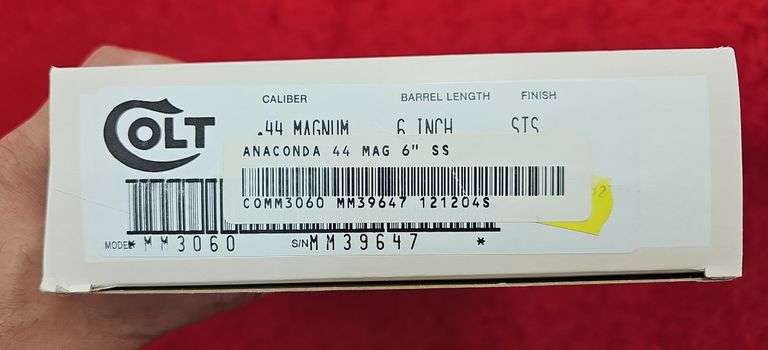 COLT
CALIBER BARREL LENGTH FINISH
.44 MAGNUM 6 INCH STS
ANACONDA 44 MAG 6" SS
COMM3060 MM39647 121204S
MODEL *MM3060 S/N MM39647 *